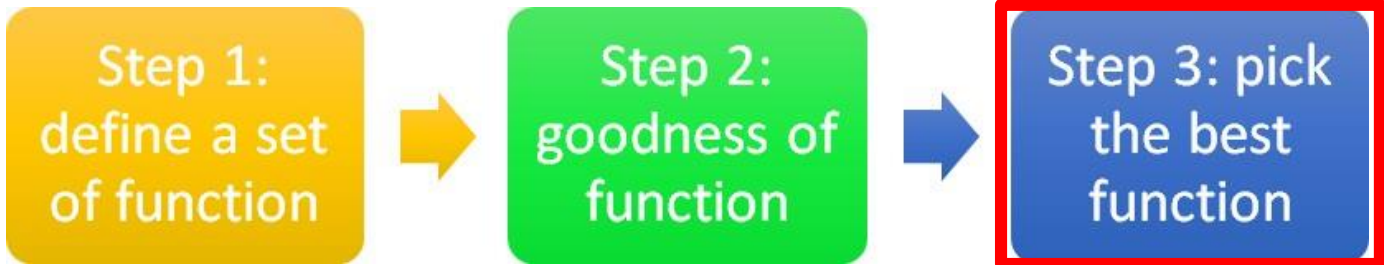 Step 1:
define a set
of function
Step 2:
goodness of
function
Step 3: pick
the best
function